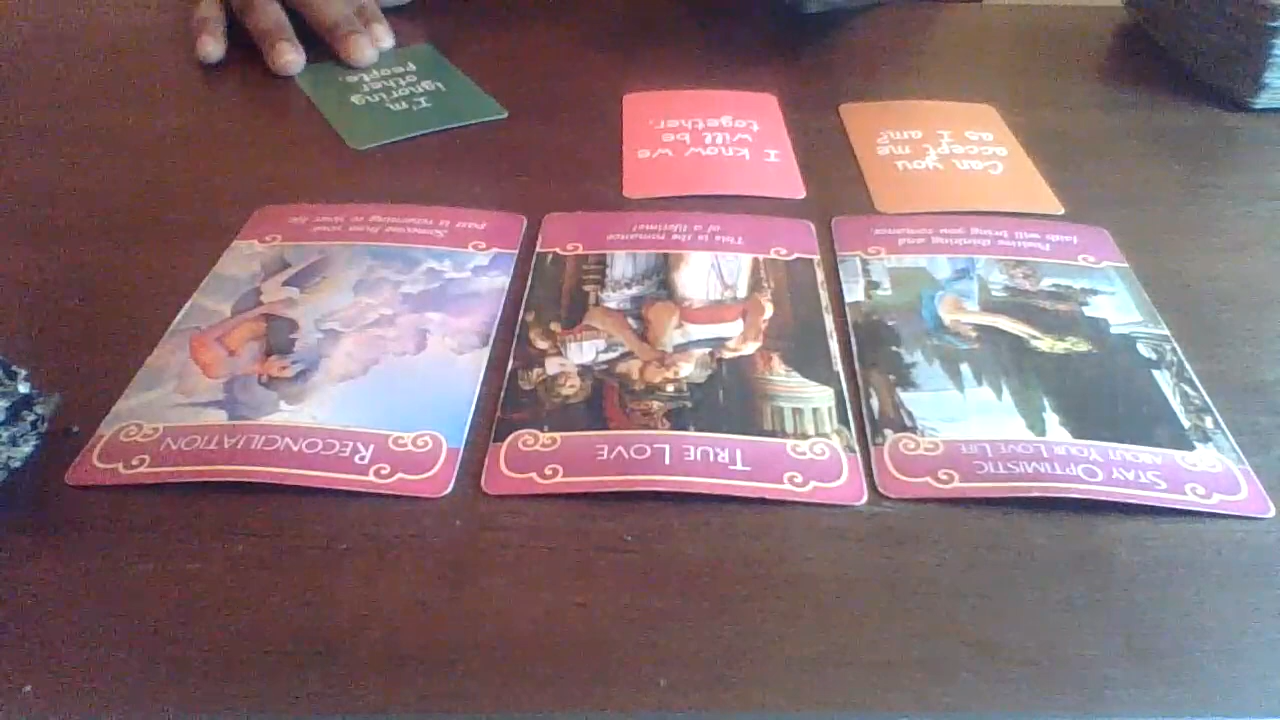 I'm
ignoring
other
people.
I know we
will be
together.
Can you
accept me
as I am?
RECONCILIATION
Someone from your
past is returning to your life.
TRUE LOVE
This is the romance
of a lifetime!
STAY OPTIMISTIC
ABOUT YOUR LOVE LIFE
Positive thinking and
faith will bring you romance.